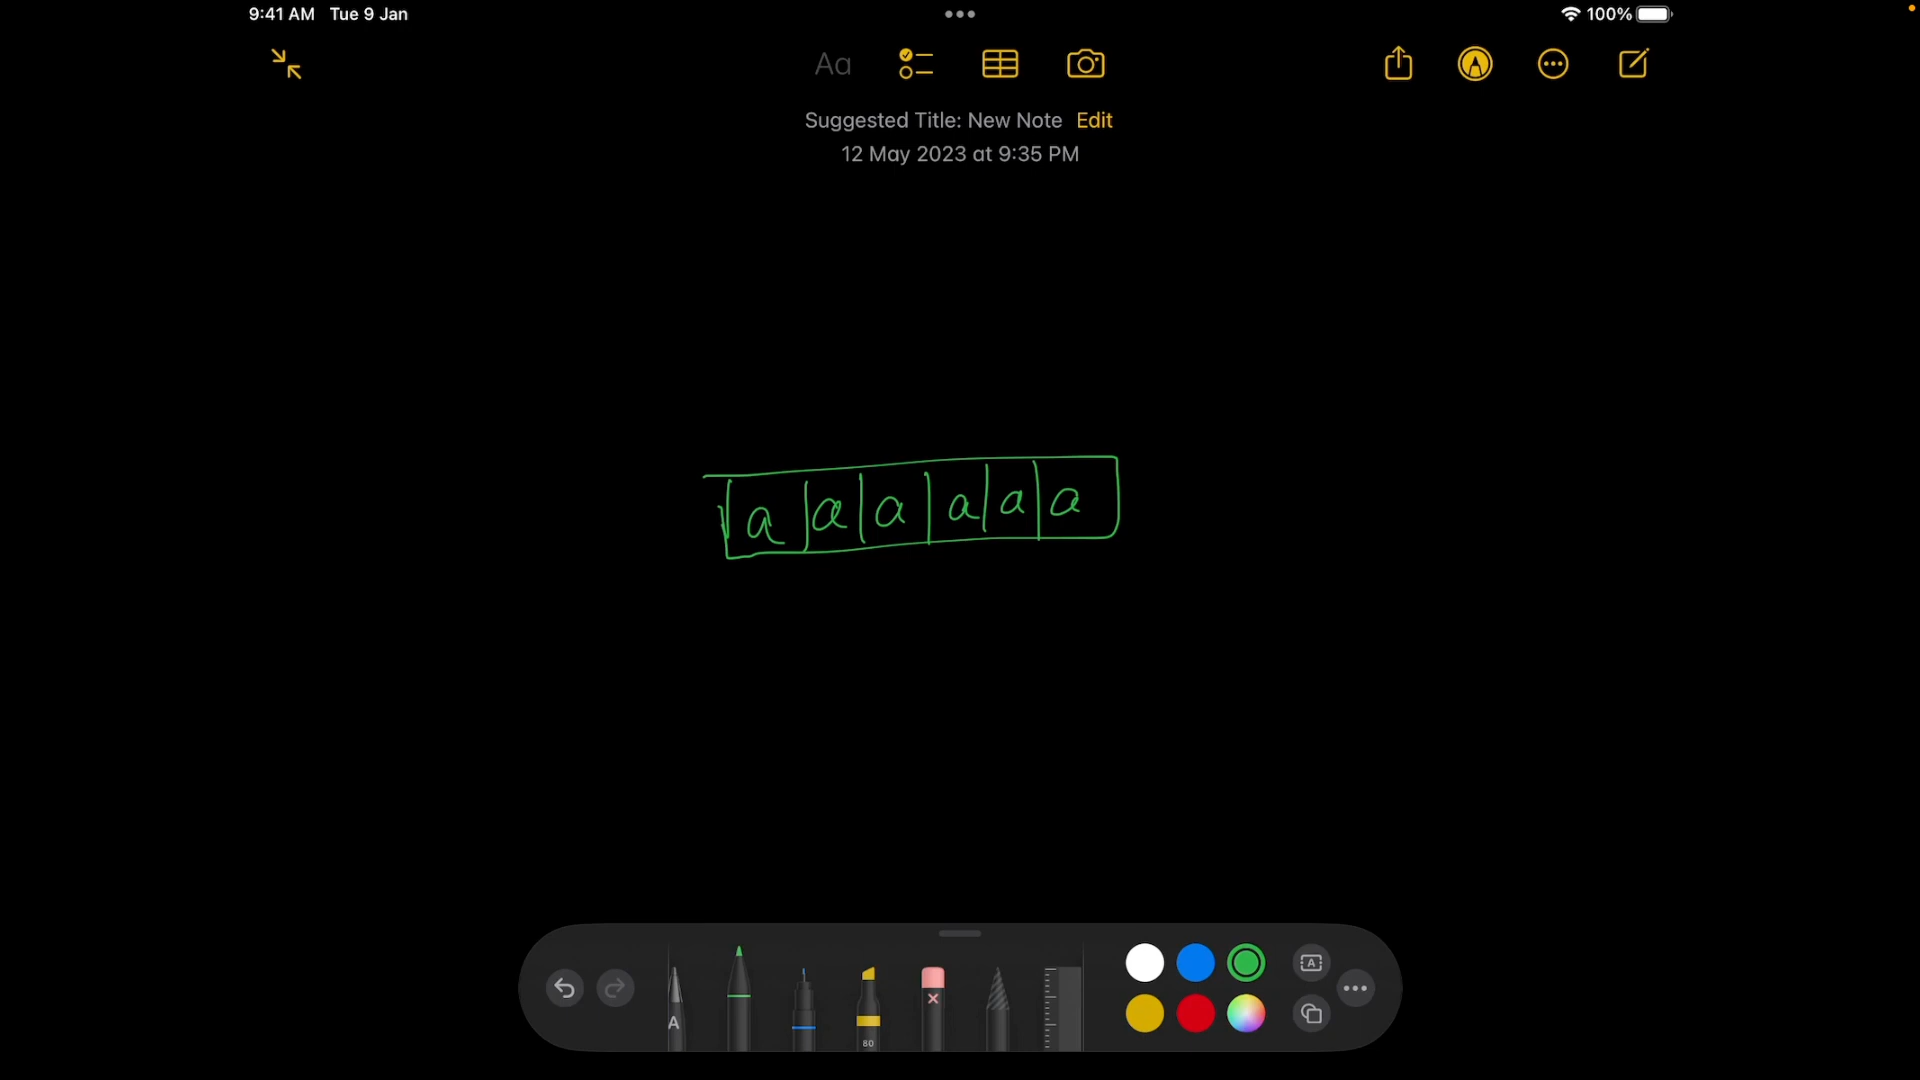 9:41 AM Tue 9 Jan
100%
Aa
Suggested Title: New Note Edit
12 May 2023 at 9:35 PM
a a a a a a
A
80
A